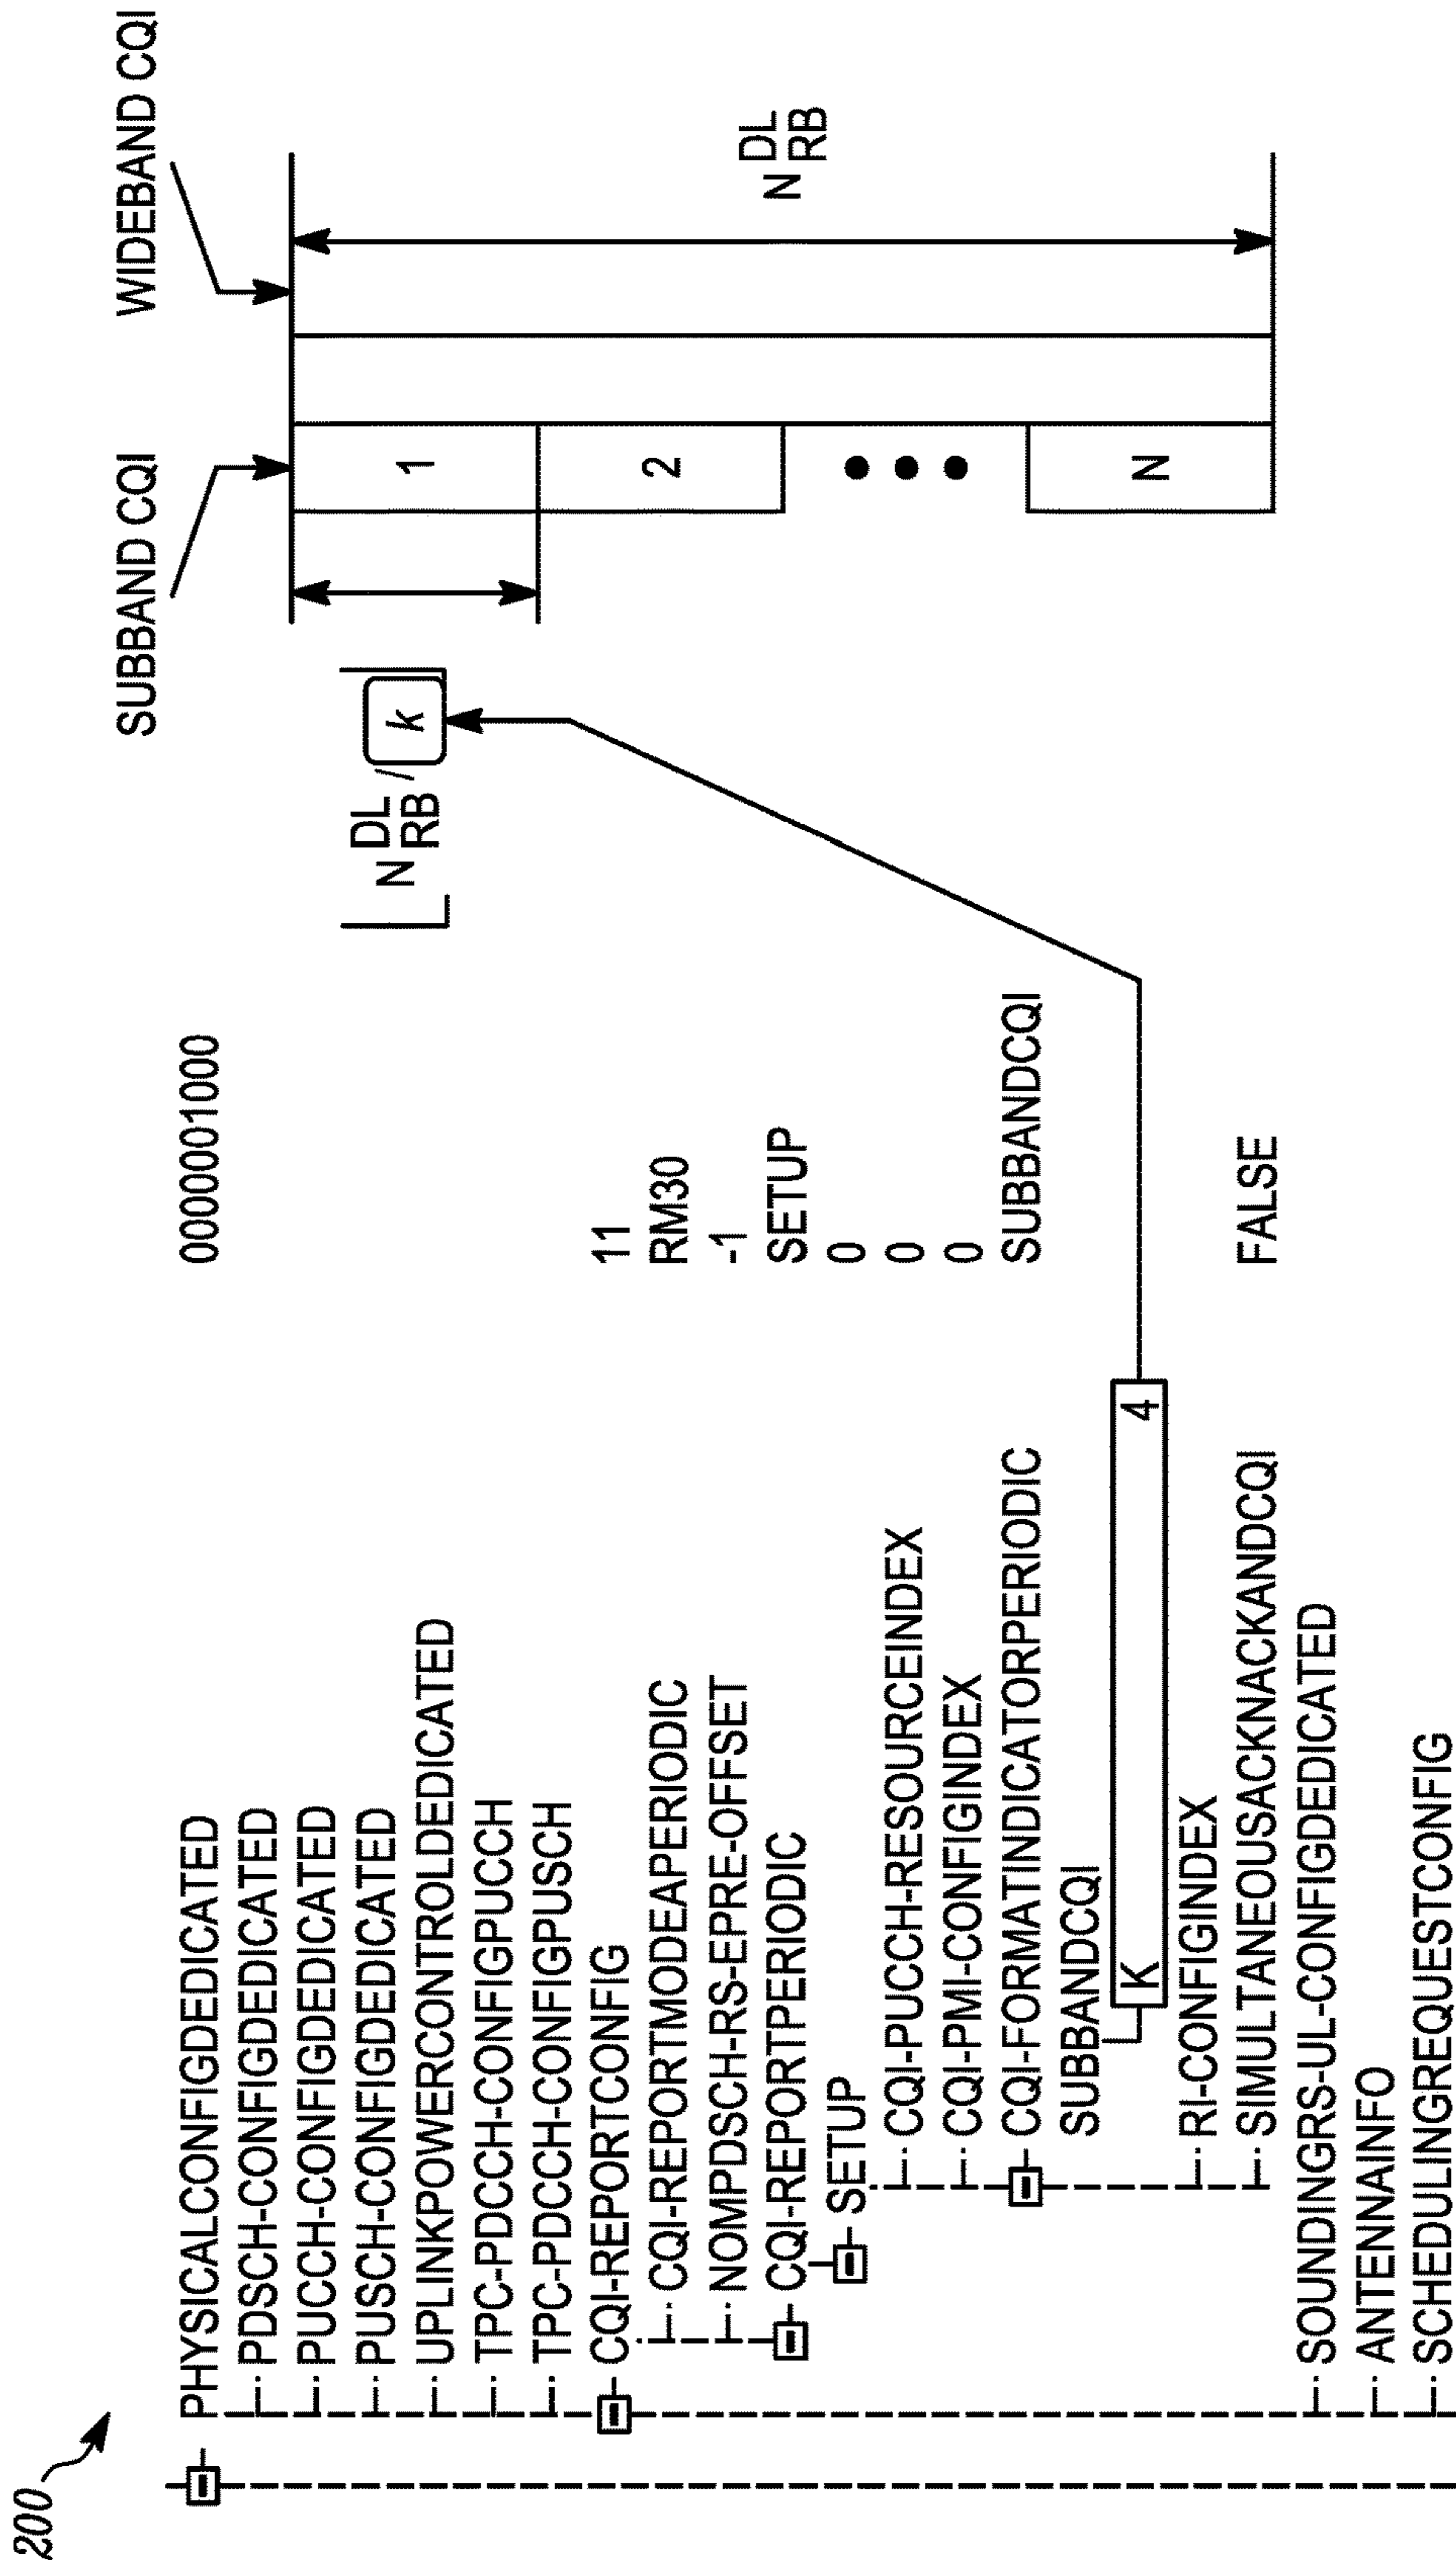 200
PHYSICALCONFIGDEDICATED 0000001000
PDSCH-CONFIGDEDICATED
PUCCH-CONFIGDEDICATED
PUSCH-CONFIGDEDICATED
UPLINKPOWERCONTROLDEDICATED
TPC-PDCCH-CONFIGPUCCH
TPC-PDCCH-CONFIGPUSCH
CQI-REPORTCONFIG 11
CQI-REPORTMODEAPERIODIC RM30
NOMPDSCH-RS-EPRE-OFFSET -1
CQI-REPORTPERIODIC SETUP
SETUP 0
CQI-PUCCH-RESOURCEINDEX 0
CQI-PMI-CONFIGINDEX 0
CQI-FORMATINDICATORPERIODIC SUBBANDCQI
SUBBANDCQI
K 4
RI-CONFIGINDEX
SIMULTANEOUSACKNACKANDCQI FALSE
SOUNDINGRS-UL-CONFIGDEDICATED
ANTENNAINFO
SCHEDULINGREQUESTCONFIG
SUBBAND CQI WIDEBAND CQI
⌊N DL RB / k⌋
1
2
N
N DL RB